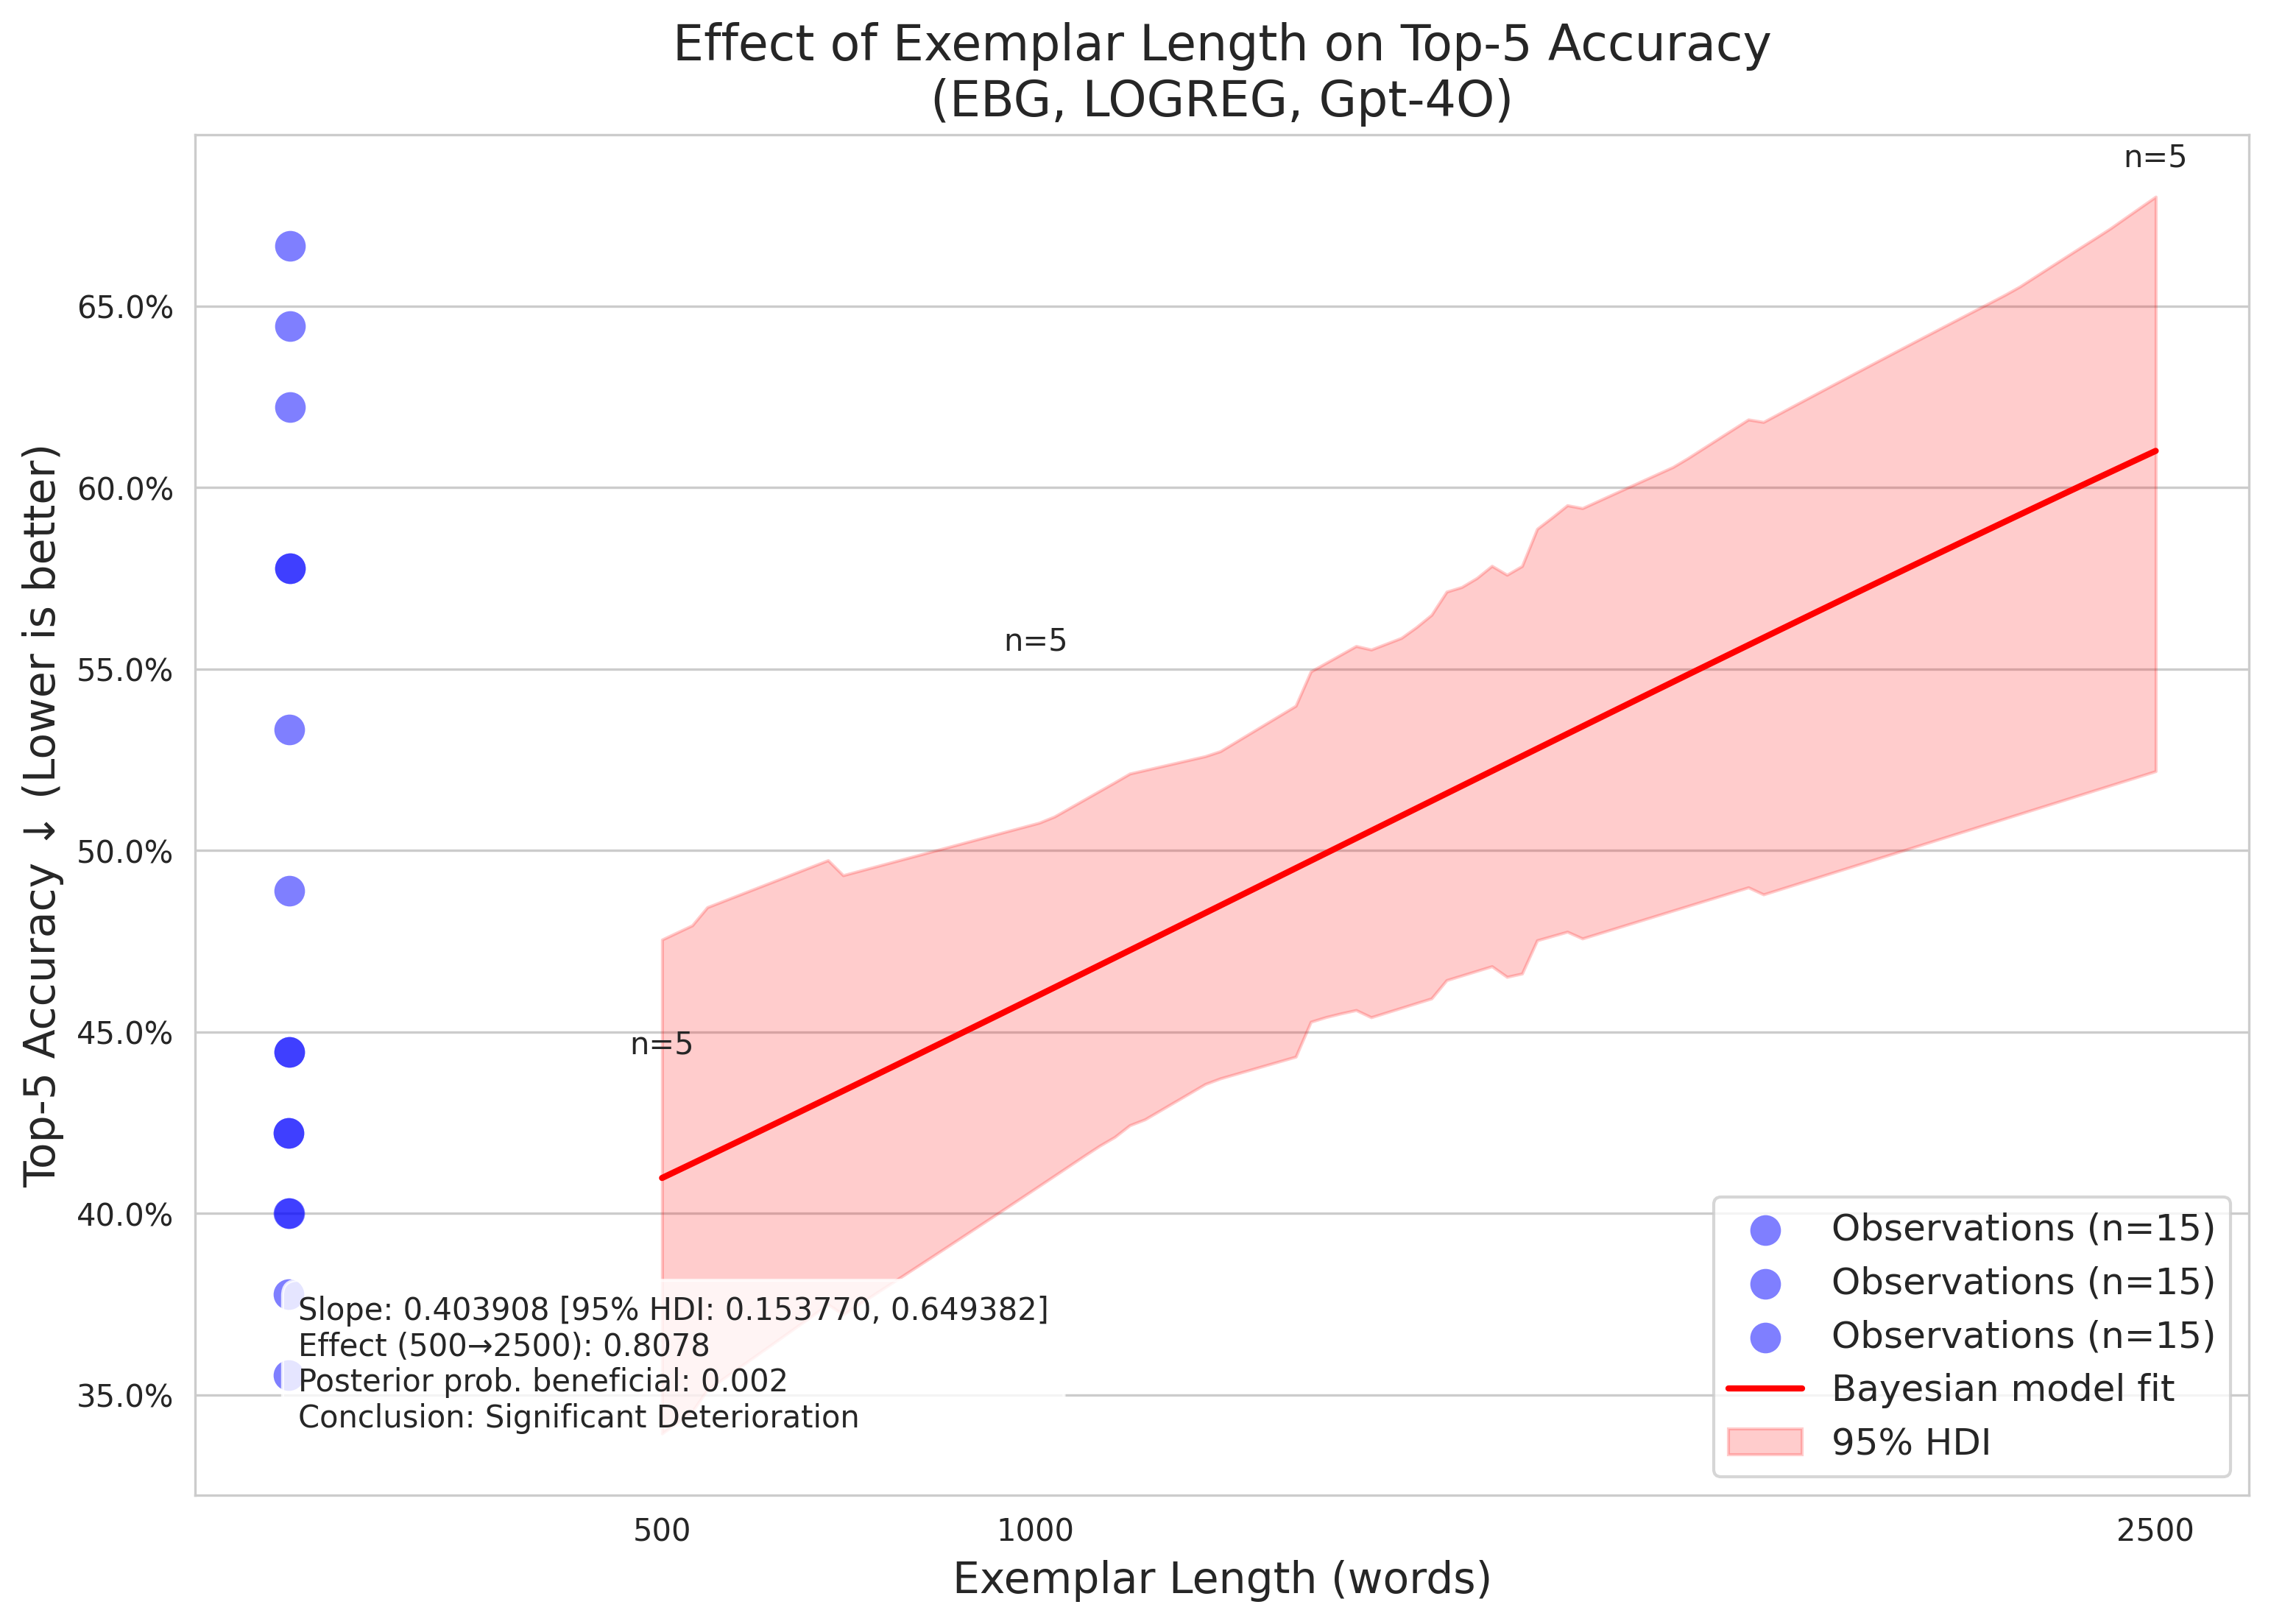 Effect of Exemplar Length on Top-5 Accuracy
(EBG, LOGREG, Gpt-4O)
Top-5 Accuracy ↓ (Lower is better)
65.0%
60.0%
55.0%
50.0%
45.0%
40.0%
35.0%
n=5
n=5
n=5
Slope: 0.403908 [95% HDI: 0.153770, 0.649382]
Effect (500→2500): 0.8078
Posterior prob. beneficial: 0.002
Conclusion: Significant Deterioration
Observations (n=15)
Observations (n=15)
Observations (n=15)
Bayesian model fit
95% HDI
500
1000
2500
Exemplar Length (words)